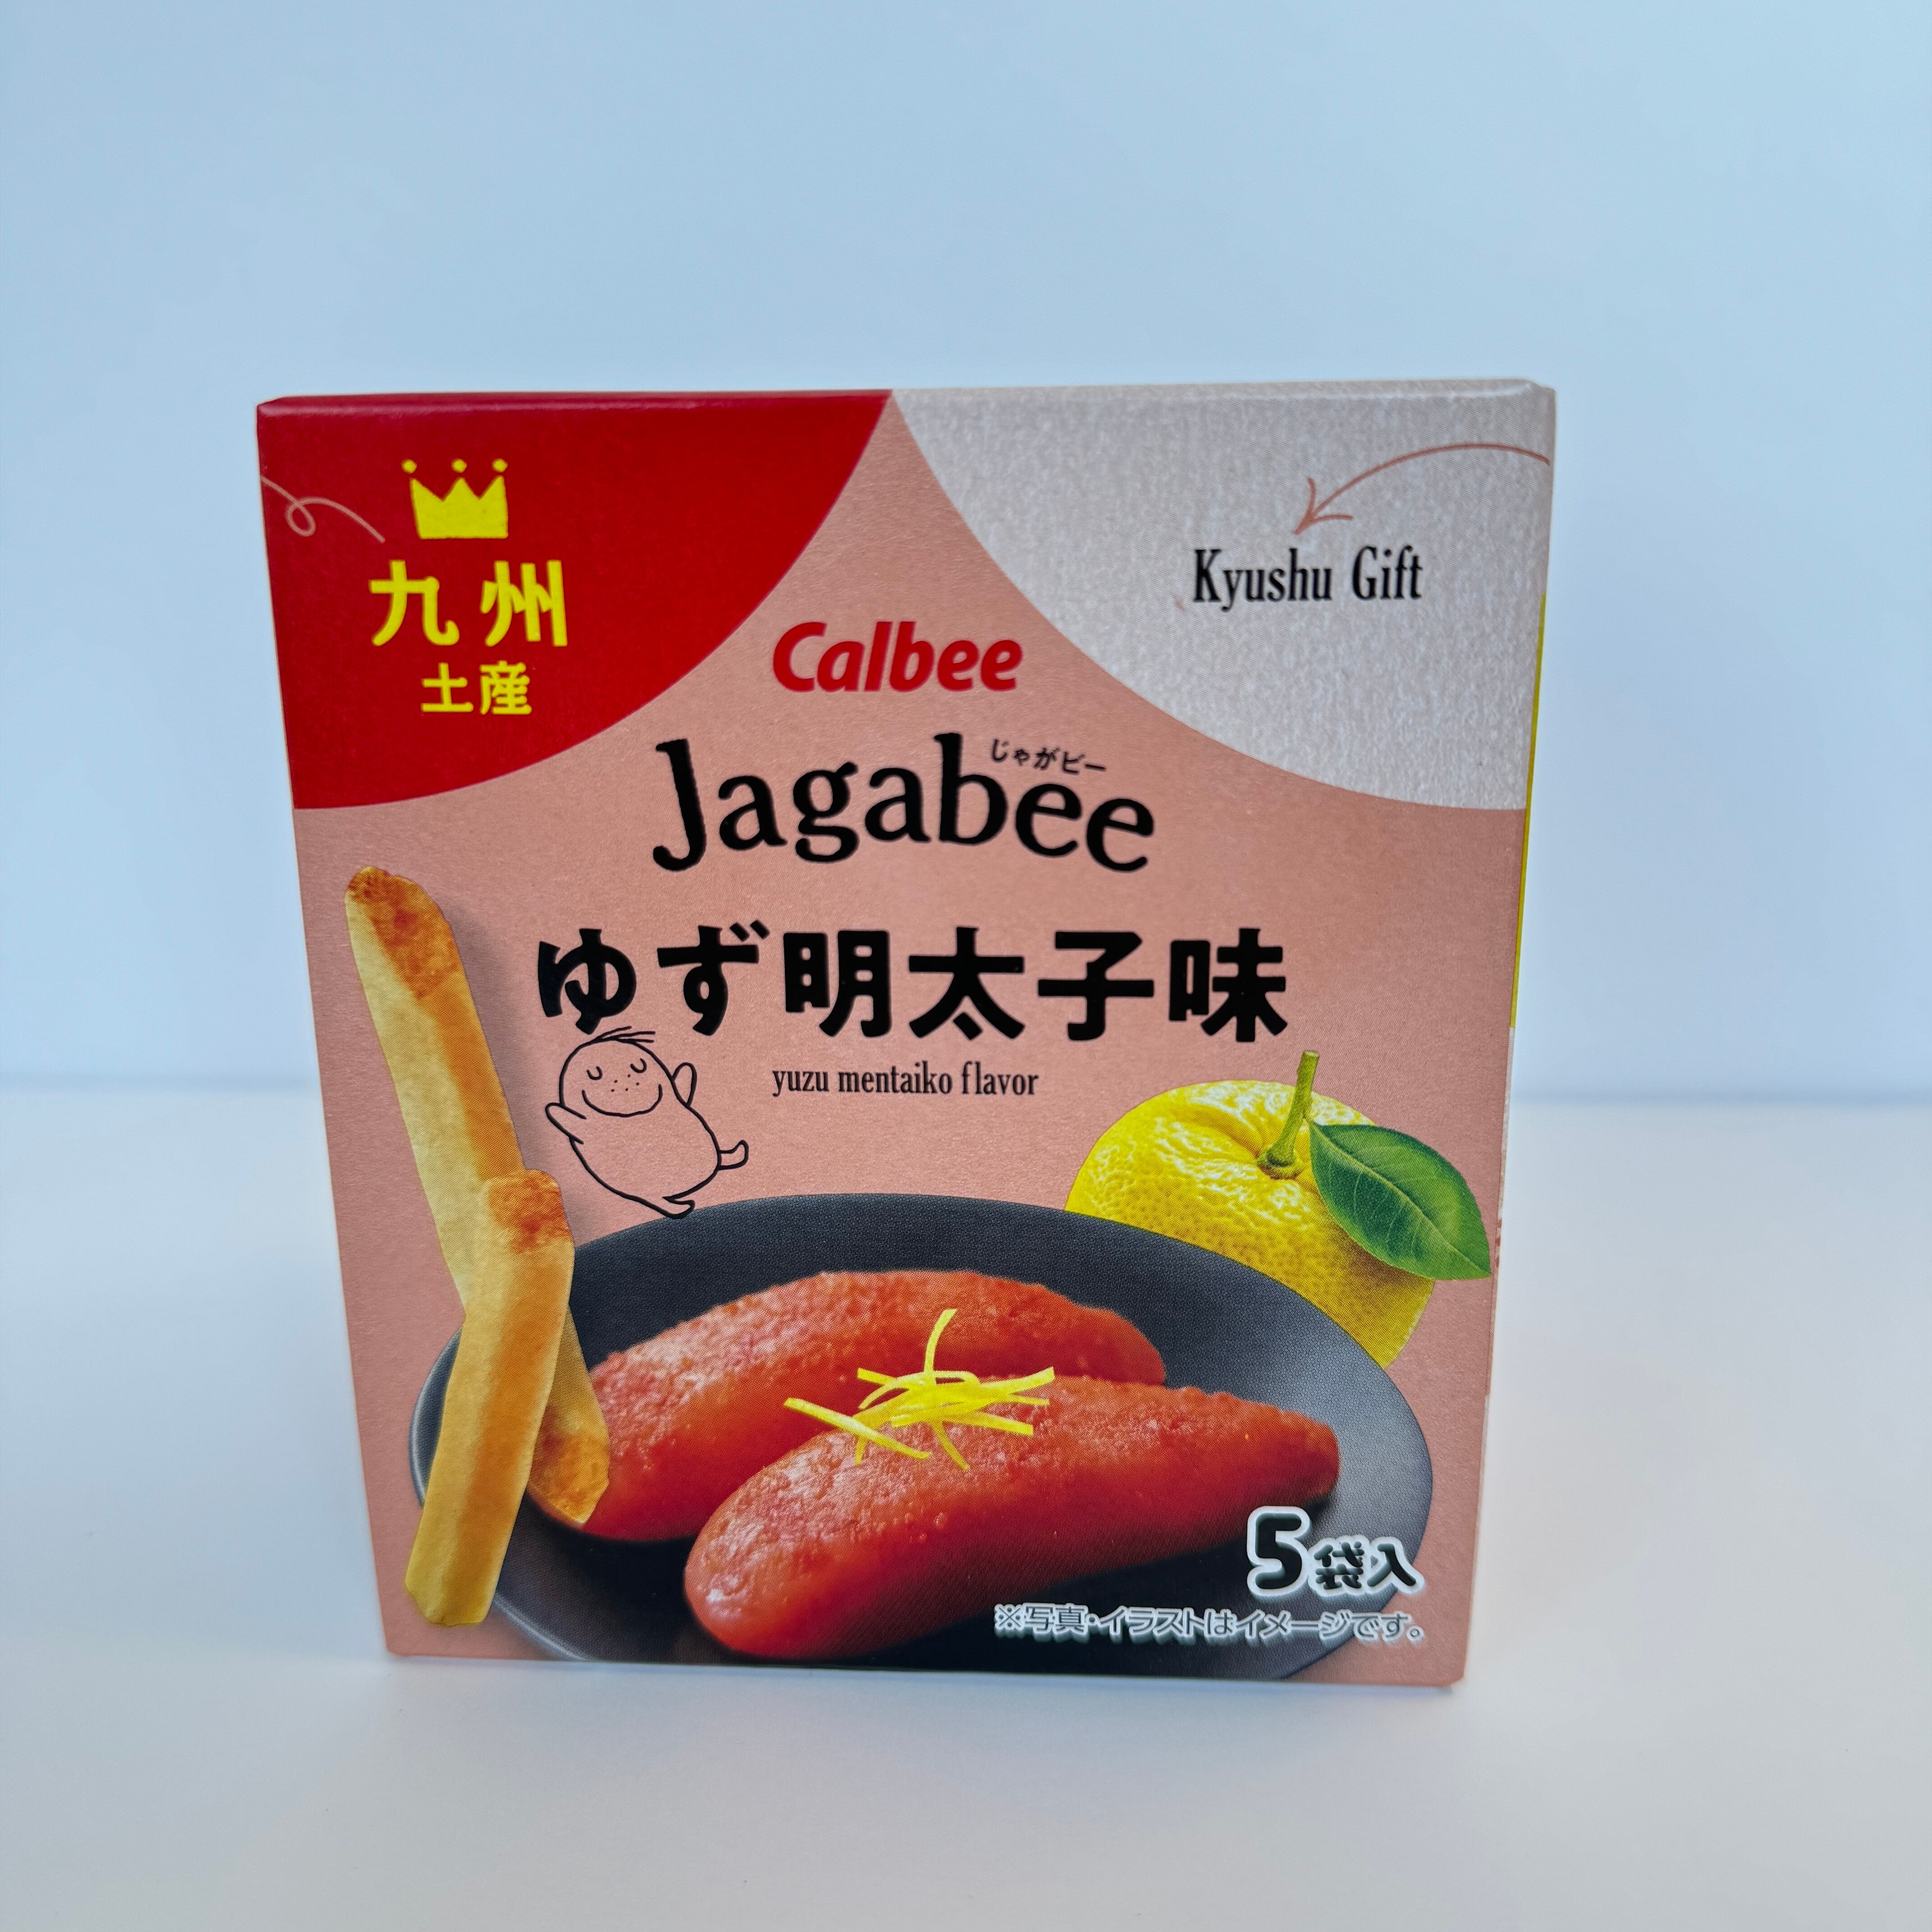 九州
土産
Kyushu Gift
Calbee
じゃがビー
Jagabee
ゆず明太子味
yuzu mentaiko flavor
5袋入
※写真・イラストはイメージです。